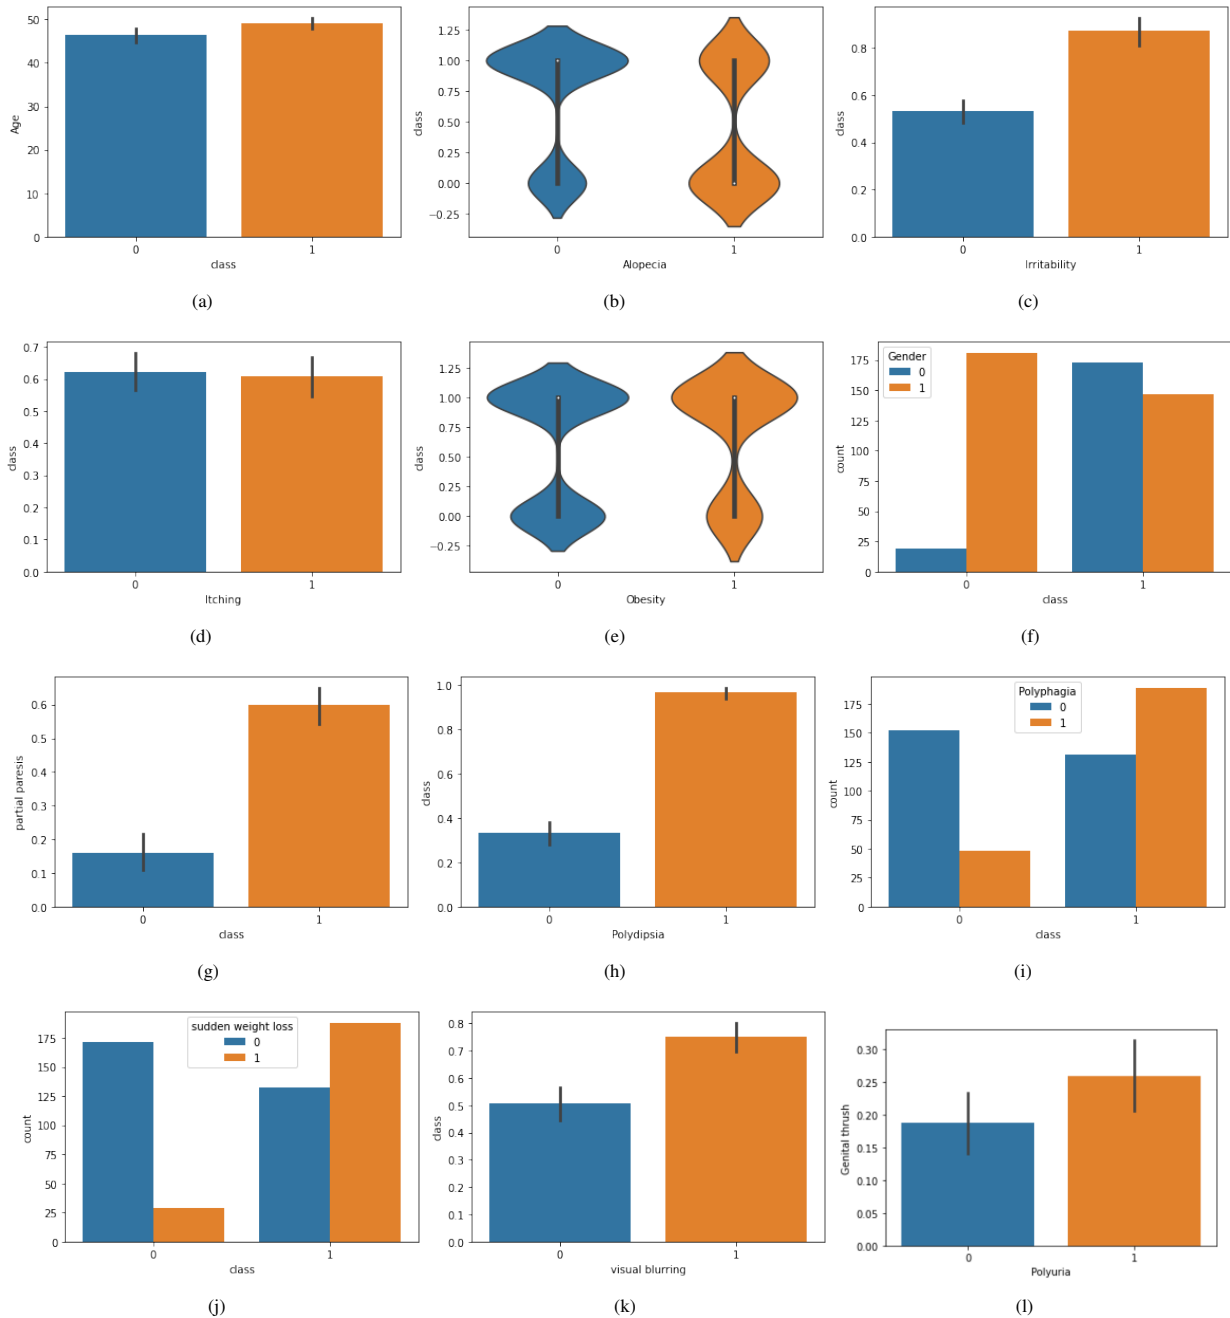 50
40
30
20
10
0
Age
0
1
class
(a)
1.25
1.00
0.75
0.50
0.25
0.00
−0.25
class
0
1
Alopecia
(b)
0.8
0.6
0.4
0.2
0.0
class
0
1
Irritability
(c)
0.7
0.6
0.5
0.4
0.3
0.2
0.1
0.0
class
0
1
Itching
(d)
1.25
1.00
0.75
0.50
0.25
0.00
−0.25
class
0
1
Obesity
(e)
175
150
125
100
75
50
25
0
count
Gender
0
1
0
1
class
(f)
0.6
0.5
0.4
0.3
0.2
0.1
0.0
partial paresis
0
1
class
(g)
1.0
0.8
0.6
0.4
0.2
0.0
class
0
1
Polydipsia
(h)
175
150
125
100
75
50
25
0
count
Polyphagia
0
1
0
1
class
(i)
175
150
125
100
75
50
25
0
count
sudden weight loss
0
1
0
1
class
(j)
0.8
0.7
0.6
0.5
0.4
0.3
0.2
0.1
0.0
class
0
1
visual blurring
(k)
0.30
0.25
0.20
0.15
0.10
0.05
0.00
Genital thrush
0
1
Polyuria
(l)